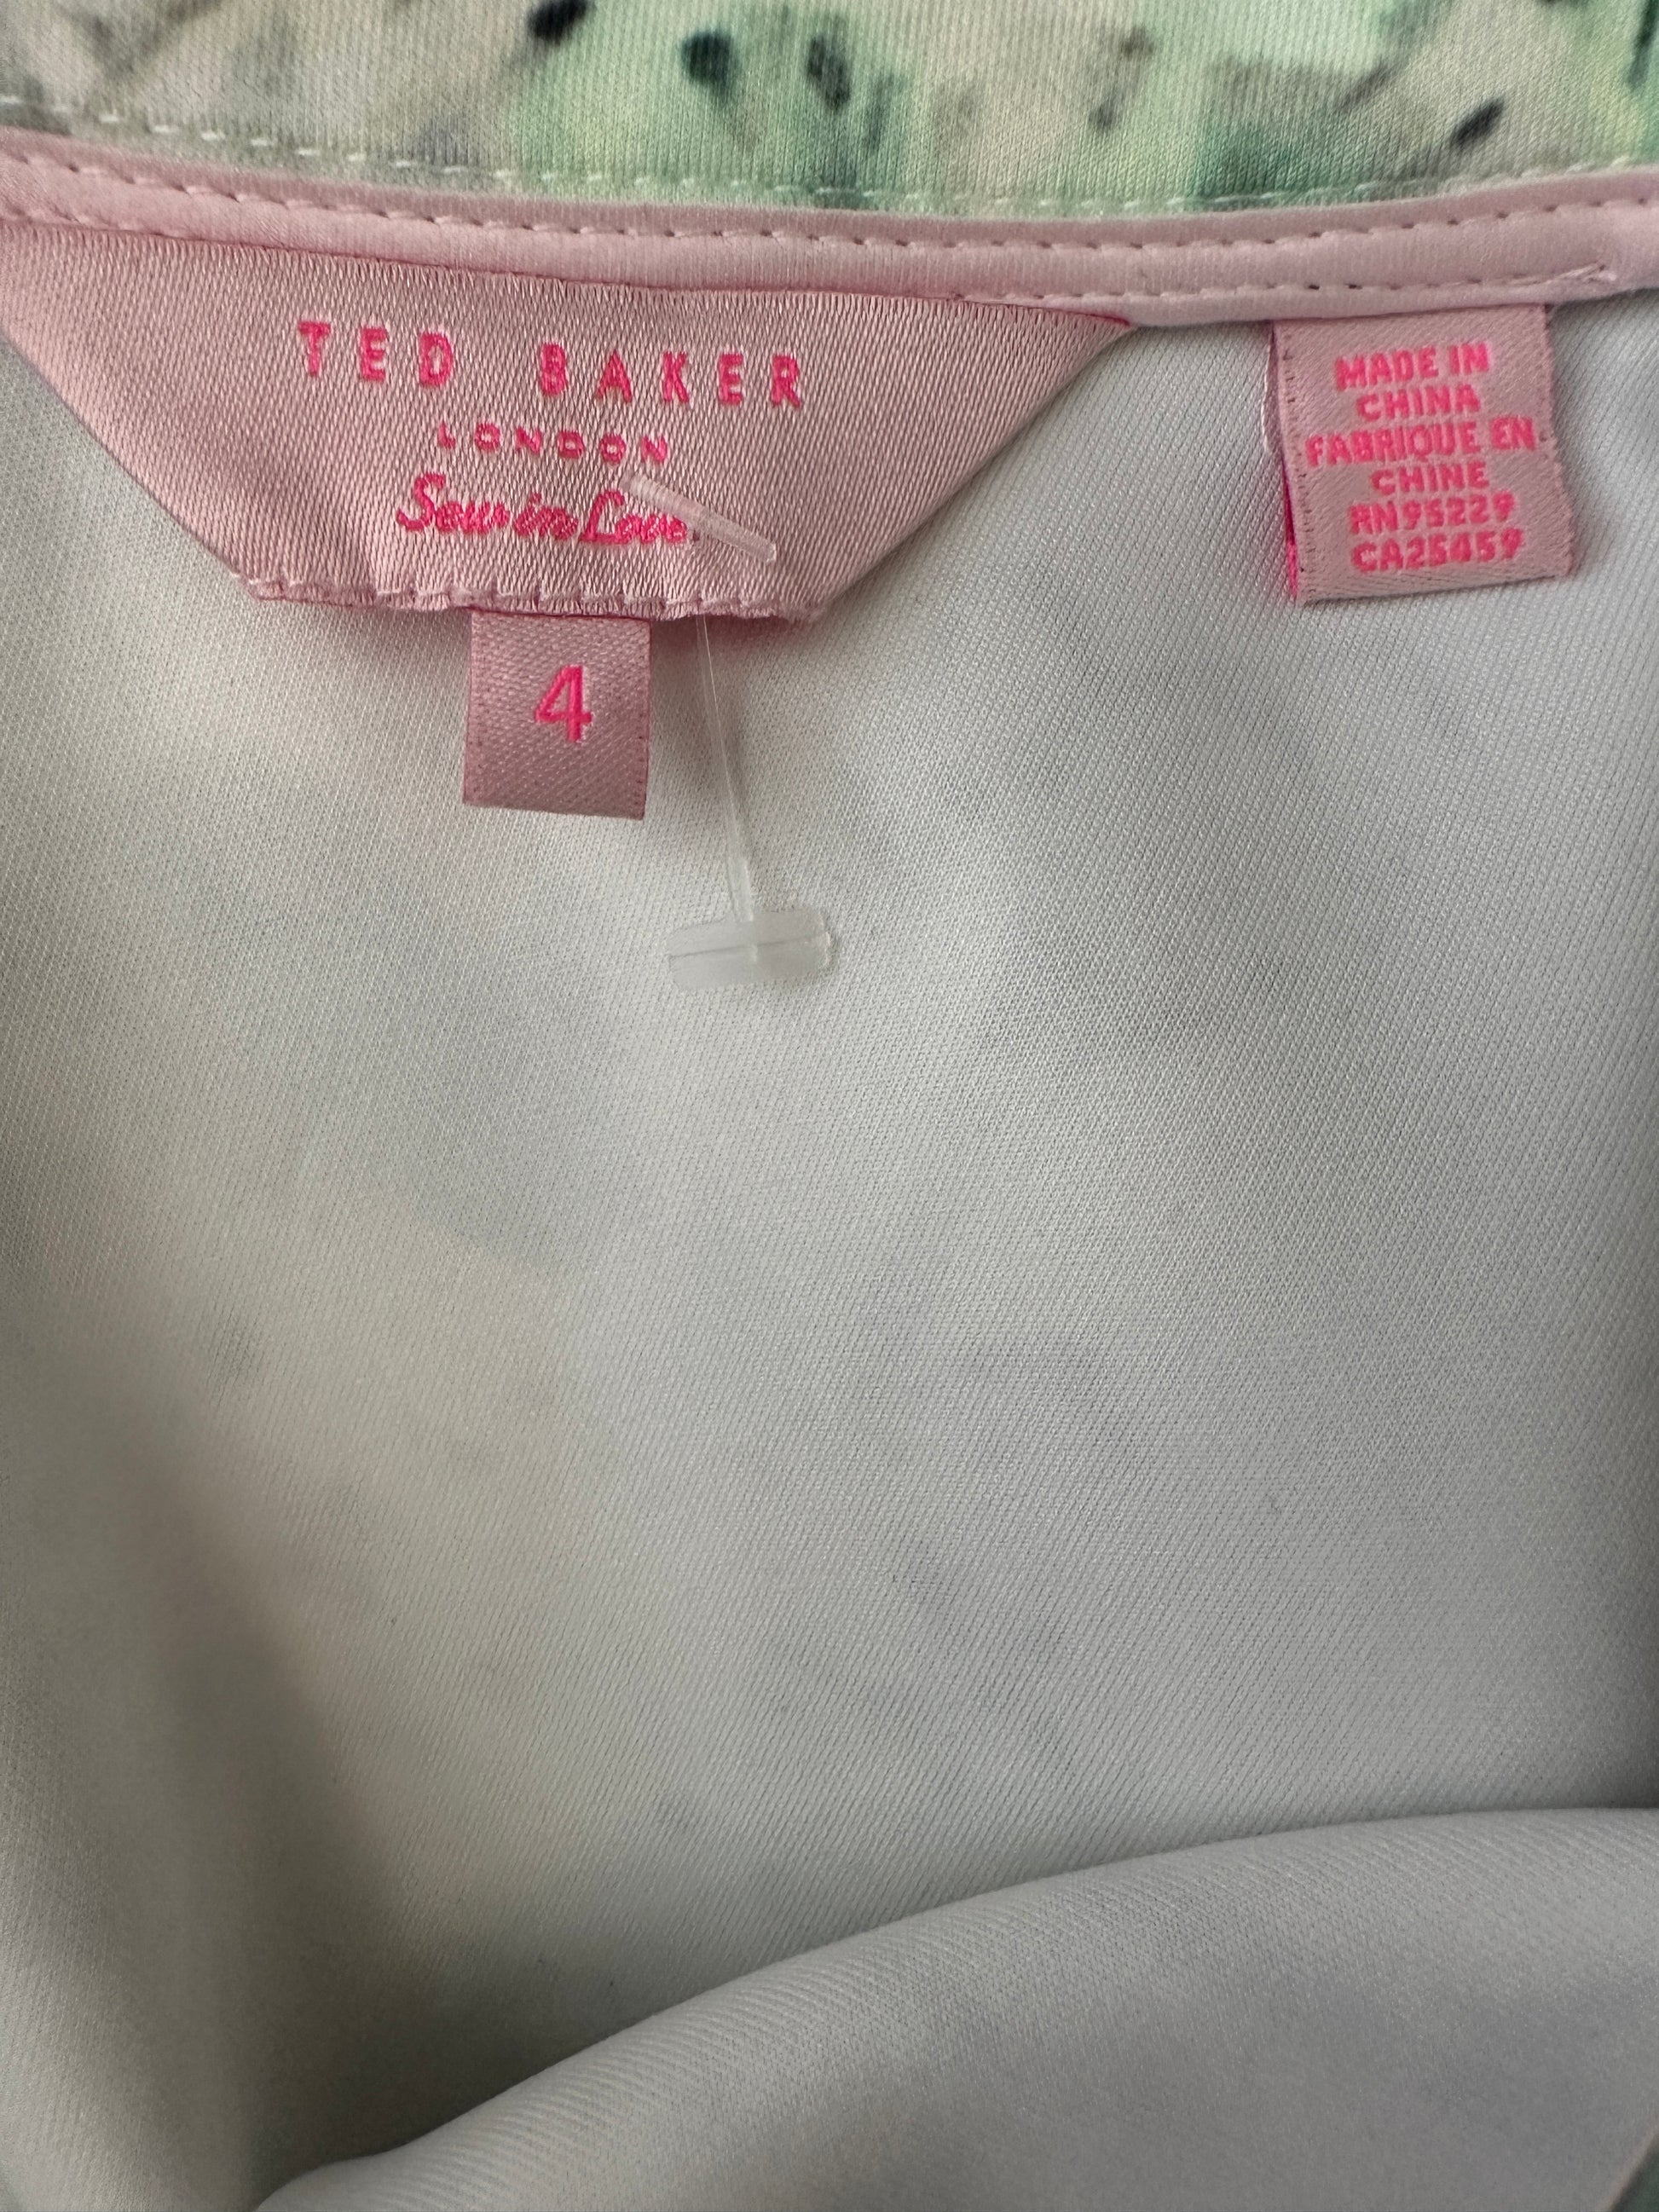 TED BAKER
LONDON
Sew in Love
4
MADE IN
CHINA
FABRIQUE EN
CHINE
RN95229
CA25459